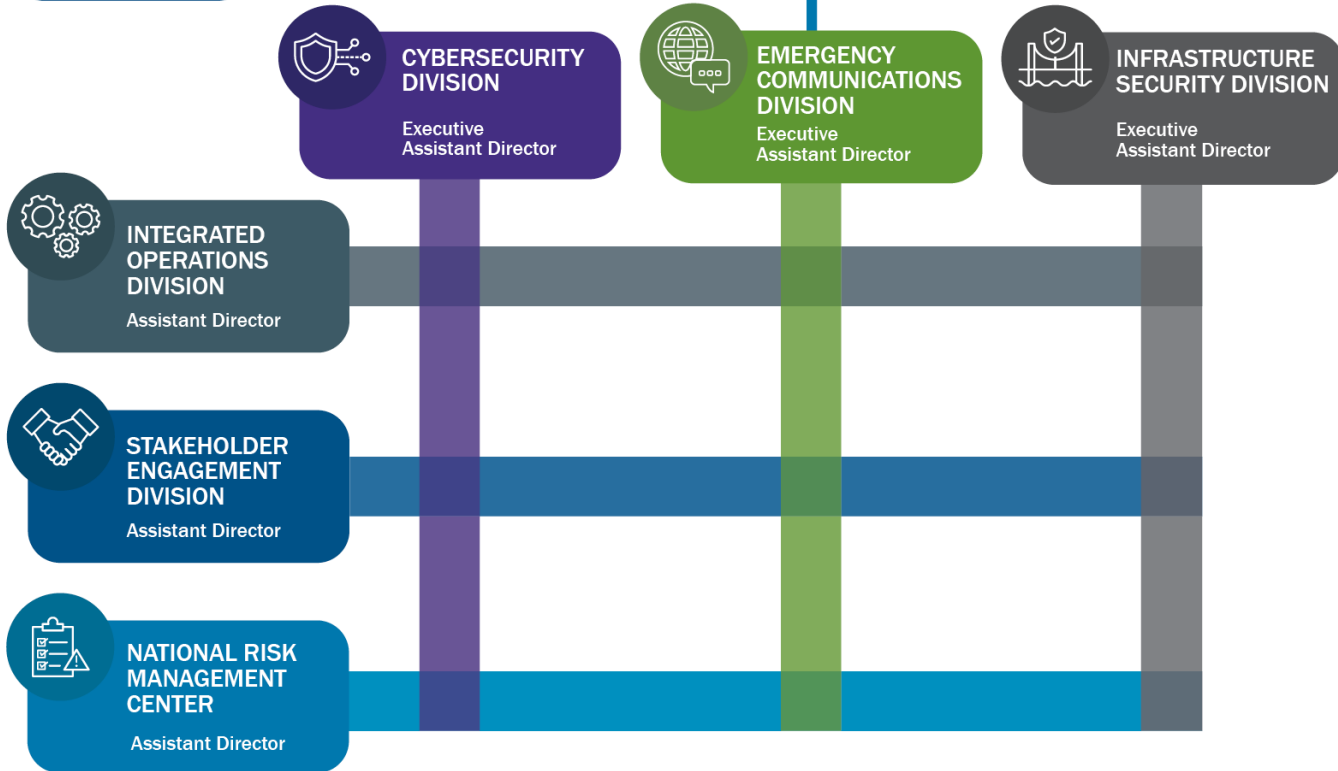 CYBERSECURITY
DIVISION
Executive
Assistant Director
EMERGENCY
COMMUNICATIONS
DIVISION
Executive
Assistant Director
INFRASTRUCTURE
SECURITY DIVISION
Executive
Assistant Director
INTEGRATED
OPERATIONS
DIVISION
Assistant Director
STAKEHOLDER
ENGAGEMENT
DIVISION
Assistant Director
NATIONAL RISK
MANAGEMENT
CENTER
Assistant Director